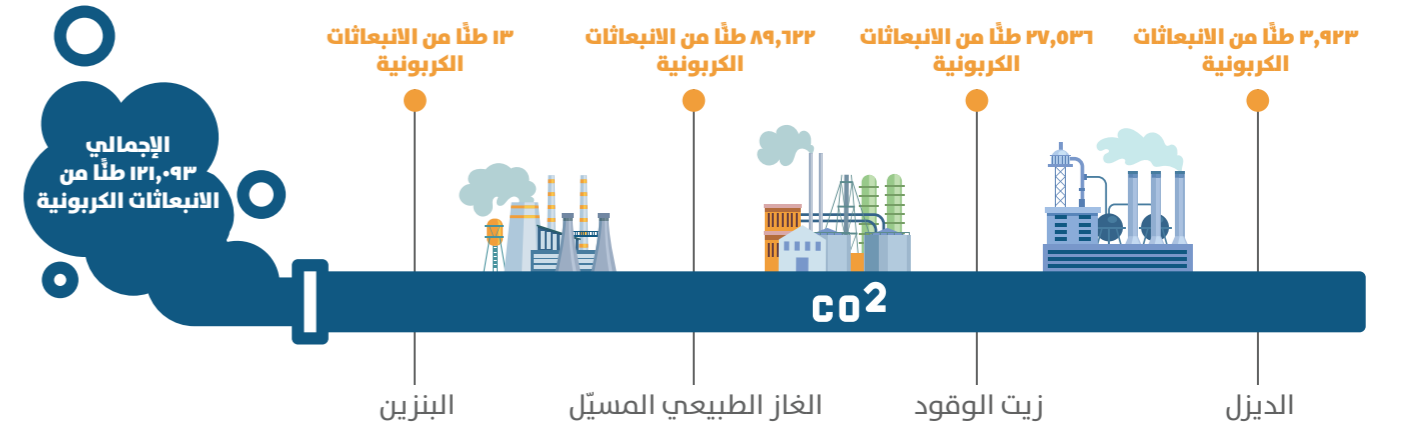 ٣,٩٢٣ طنًّا من الانبعاثات
الكربونية
٢٧,٥٣٦ طنًّا من الانبعاثات
الكربونية
٨٩,٦٢٢ طنًّا من الانبعاثات
الكربونية
١٣ طنًّا من الانبعاثات
الكربونية
الإجمالي
١٢١,٠٩٣ طنًّا من
الانبعاثات الكربونية
CO²
الديزل
زيت الوقود
الغاز الطبيعي المسيّل
البنزين